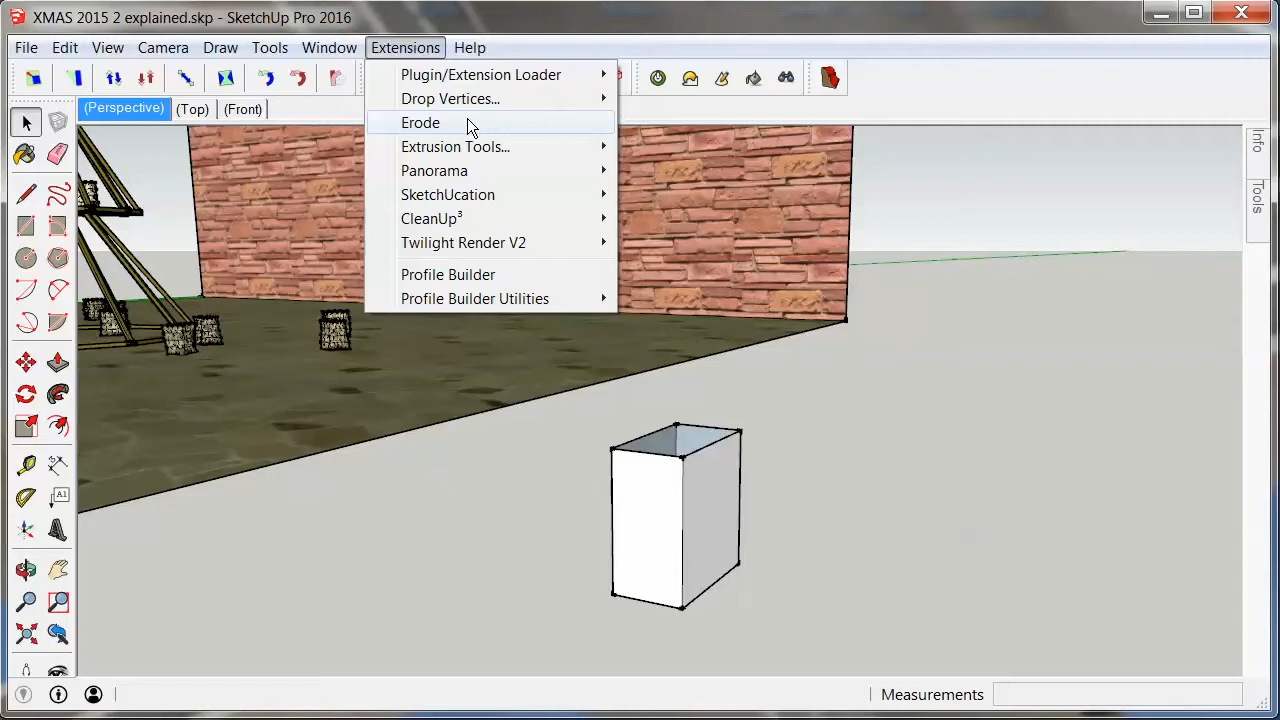 XMAS 2015 2 explained.skp - SketchUp Pro 2016
File Edit View Camera Draw Tools Window Extensions Help
(Perspective) (Top) (Front)
Plugin/Extension Loader
Drop Vertices...
Erode
Extrusion Tools...
Panorama
SketchUcation
CleanUp³
Twilight Render V2
Profile Builder
Profile Builder Utilities
Info
Tools
A1
Measurements